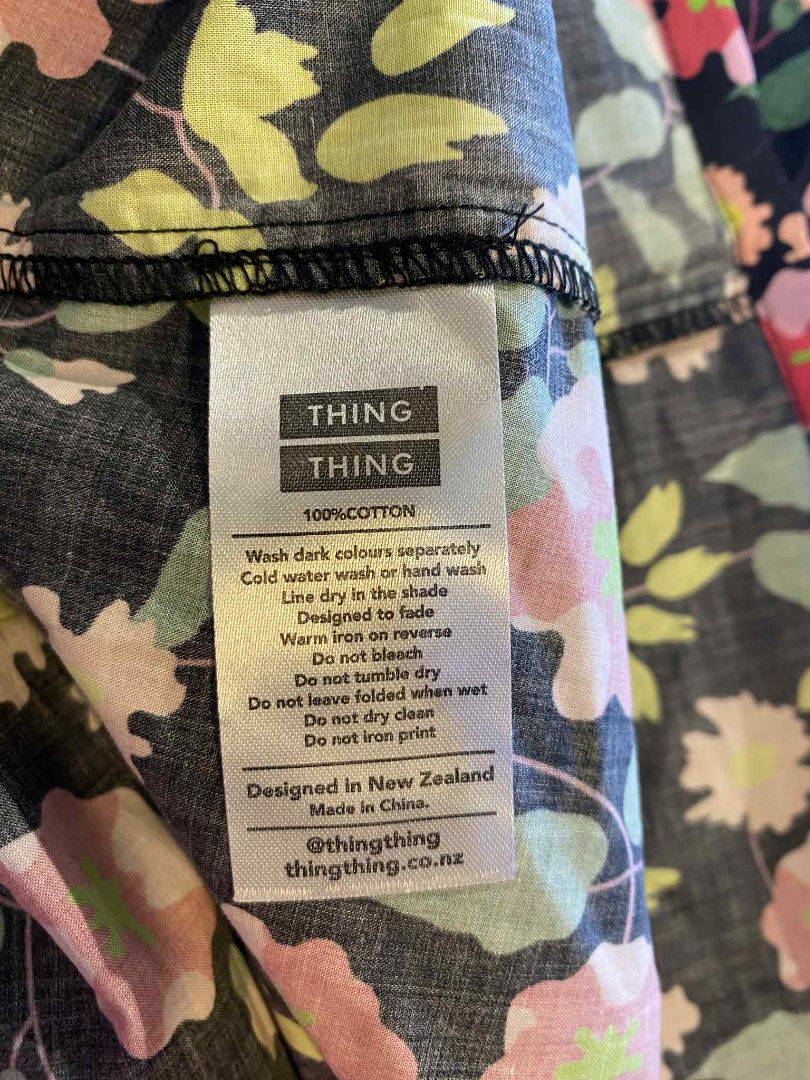 THING
THING
100%COTTON
Wash dark colours separately
Cold water wash or hand wash
Line dry in the shade
Designed to fade
Warm iron on reverse
Do not bleach
Do not tumble dry
Do not leave folded when wet
Do not dry clean
Do not iron print
Designed in New Zealand
Made in China.
@thingthing
thingthing.co.nz